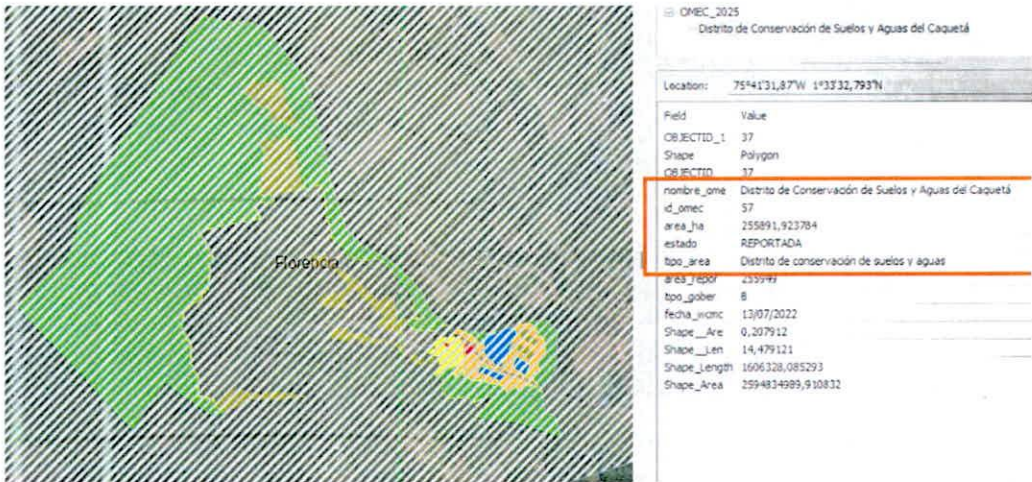 OMEC_2025
Distrito de Conservación de Suelos y Aguas del Caquetá
Location: 75°41'31,87"W 1°33'32,793"N
Field Value
OBJECTID_1 37
Shape Polygon
OBJECTID 37
nombre_ome Distrito de Conservación de Suelos y Aguas del Caquetá
id_omec 57
area_ha 255891,923784
estado REPORTADA
tipo_area Distrito de conservación de suelos y aguas
area_repor 255949
tipo_gober B
fecha_wcmc 13/07/2022
Shape__Are 0,207912
Shape__Len 14,479121
Shape_Length 1606328,085293
Shape_Area 2594834989,910832
Florencia